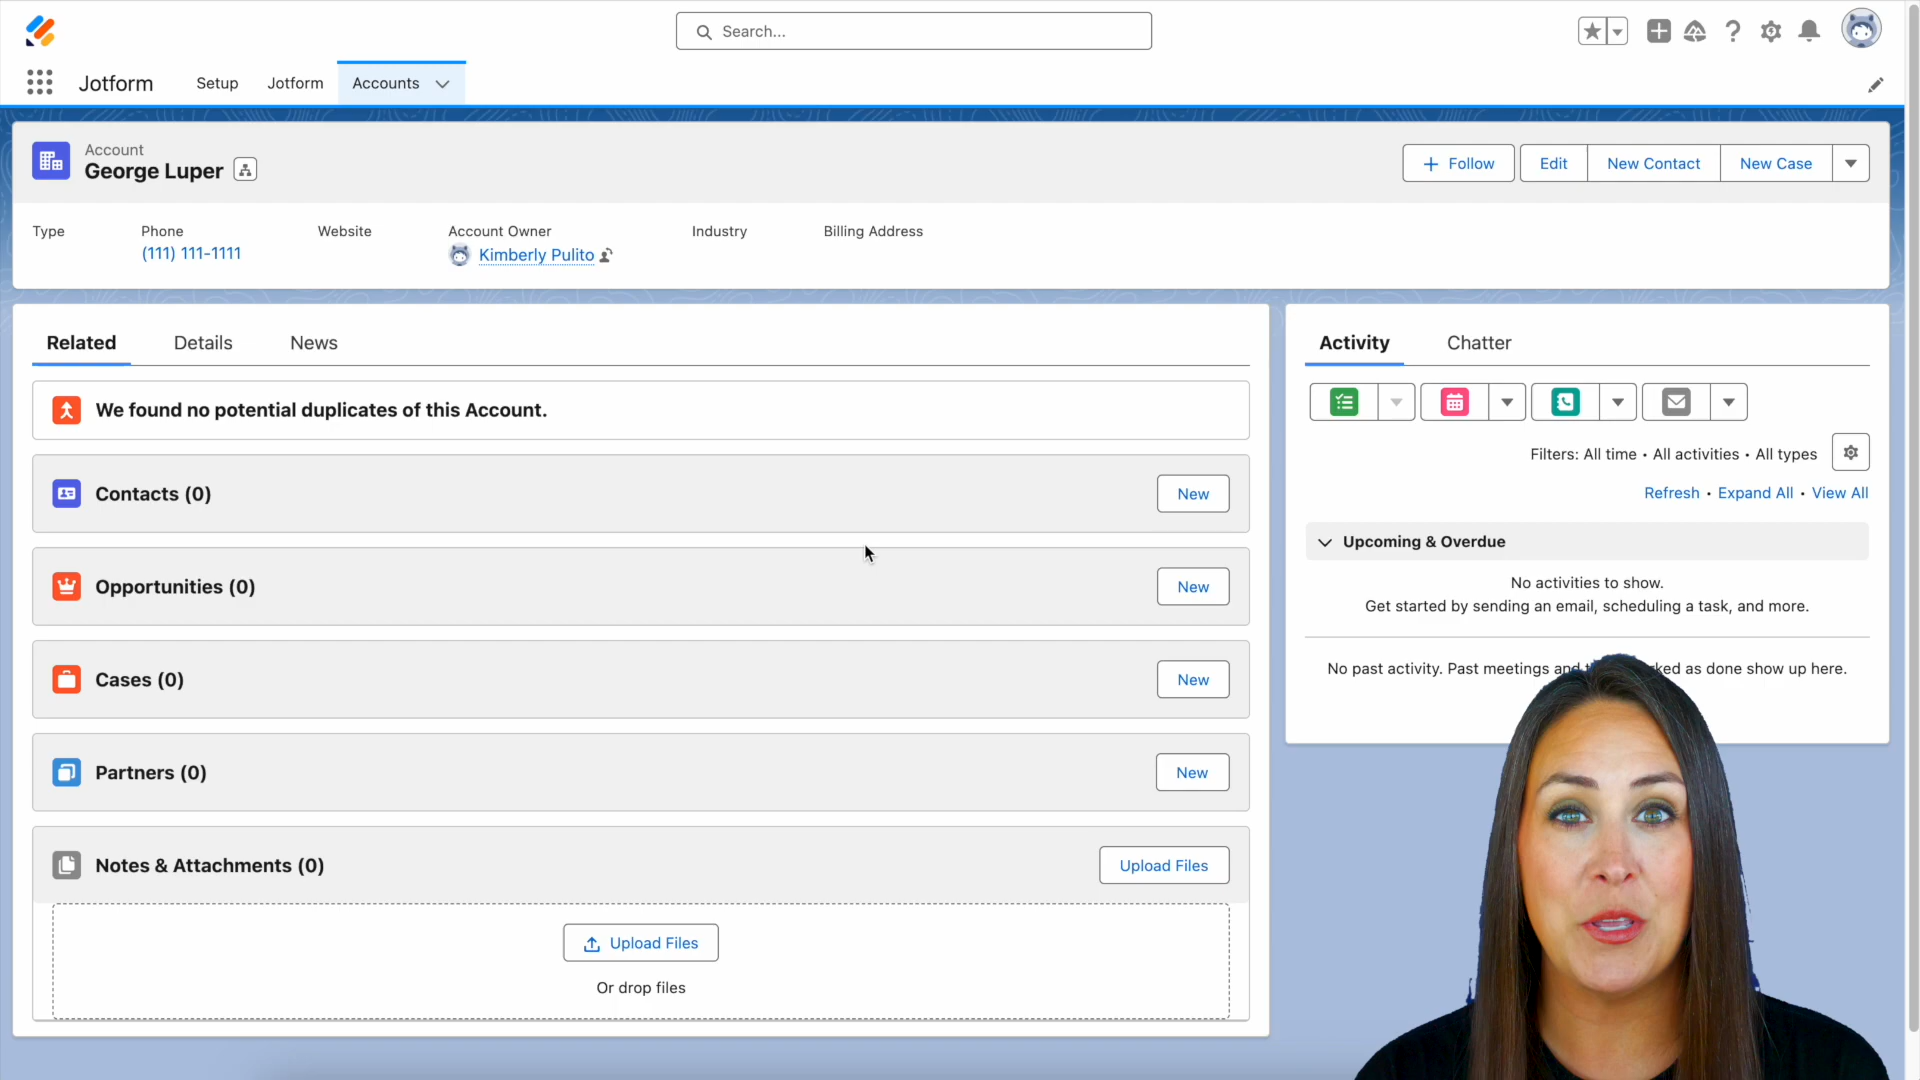 Search...
Jotform
Setup
Jotform
Accounts
Account
George Luper
Follow
Edit
New Contact
New Case
Type
Phone
Website
Account Owner
Industry
Billing Address
(111) 111-1111
Kimberly Pulito
Related
Details
News
We found no potential duplicates of this Account.
Contacts (0)
New
Opportunities (0)
New
Cases (0)
New
Partners (0)
New
Notes & Attachments (0)
Upload Files
Upload Files
Or drop files
Activity
Chatter
Filters: All time • All activities • All types
Refresh • Expand All • View All
Upcoming & Overdue
No activities to show.
Get started by sending an email, scheduling a task, and more.
No past activity. Past meetings and as done show up here.